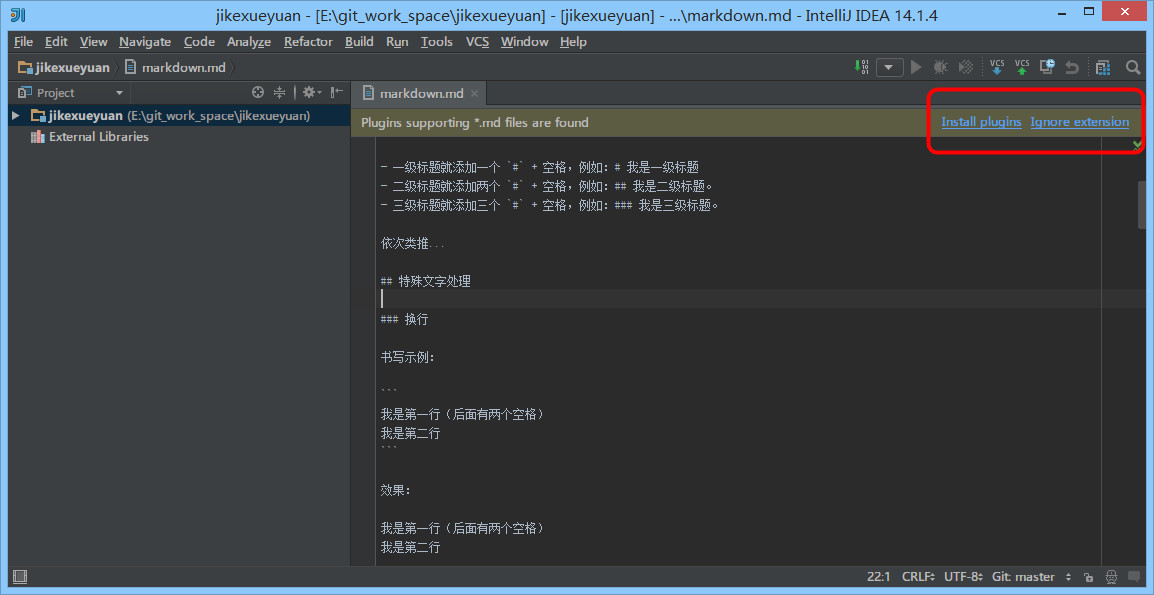 jikexueyuan - [E:\git_work_space\jikexueyuan] - [jikexueyuan] - ...\markdown.md - IntelliJ IDEA 14.1.4
File Edit View Navigate Code Analyze Refactor Build Run Tools VCS Window Help
jikexueyuan markdown.md
VCS VCS
Project
markdown.md
jikexueyuan (E:\git_work_space\jikexueyuan)
External Libraries
Plugins supporting *.md files are found Install plugins Ignore extension
- 一级标题就添加一个 `#` + 空格，例如：# 我是一级标题
- 二级标题就添加两个 `#` + 空格，例如：## 我是二级标题。
- 三级标题就添加三个 `#` + 空格，例如：### 我是三级标题。
依次类推...
## 特殊文字处理
### 换行
书写示例：
```
我是第一行（后面有两个空格）
我是第二行
```
效果：
我是第一行（后面有两个空格）
我是第二行
22:1 CRLF UTF-8 Git: master